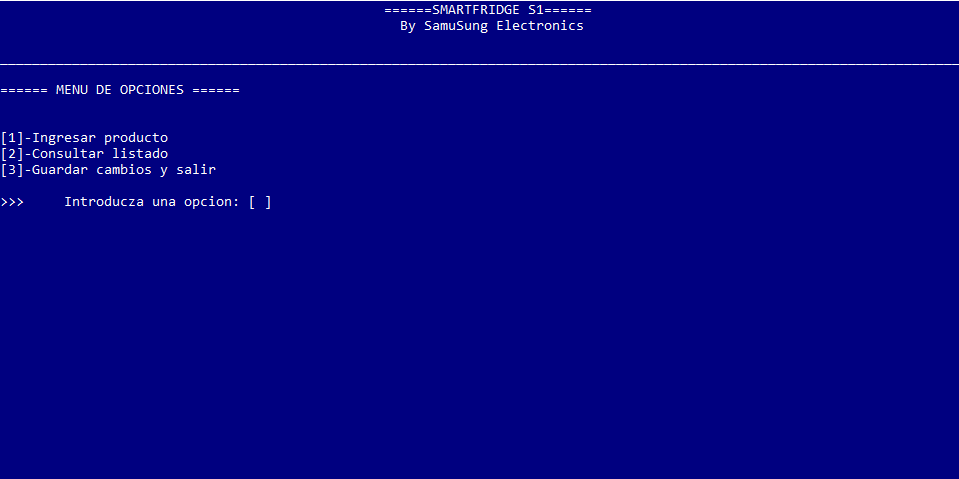 ======SMARTFRIDGE S1======
By SamuSung Electronics
====== MENU DE OPCIONES ======
[1]-Ingresar producto
[2]-Consultar listado
[3]-Guardar cambios y salir
>>> Introducza una opcion: [ ]